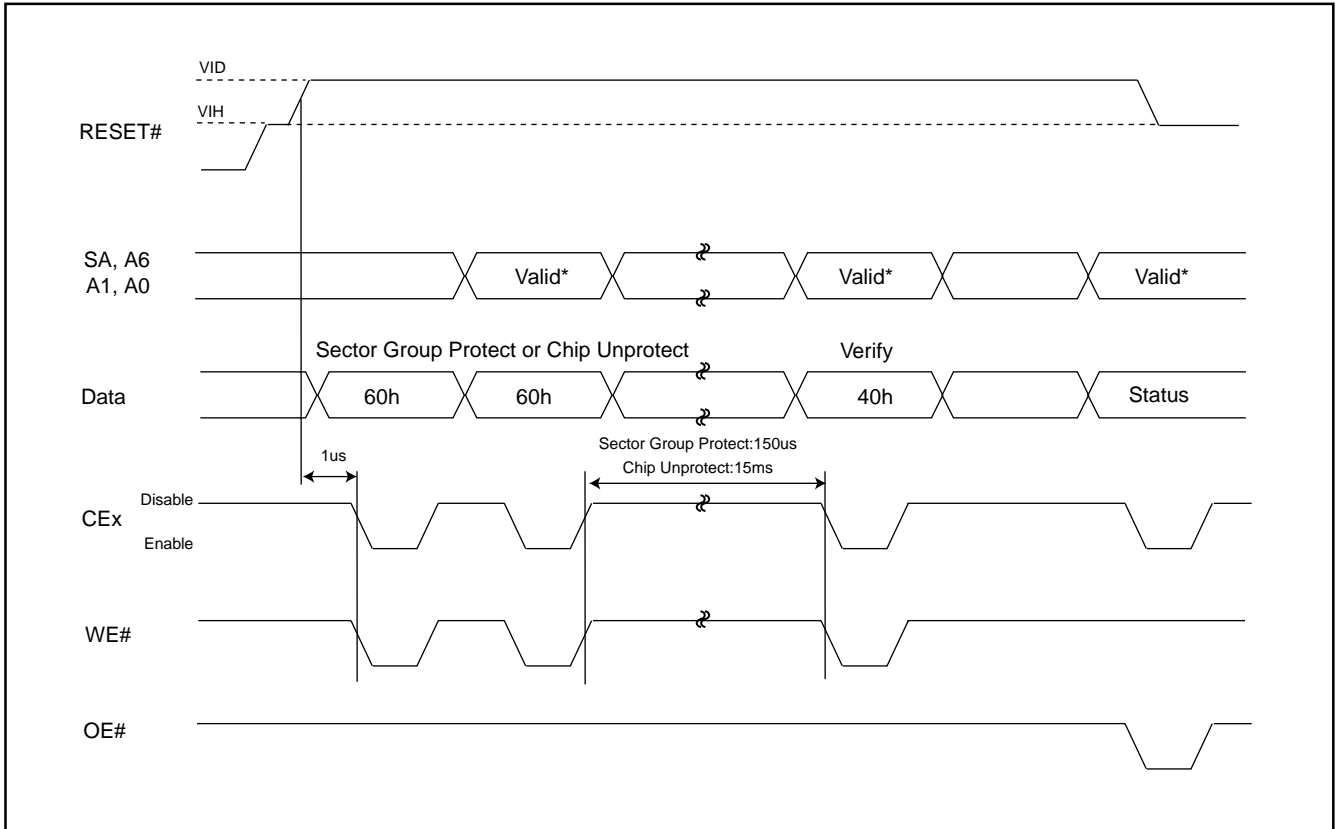 VID
VIH
RESET#
SA, A6
A1, A0
Valid*
Valid*
Valid*
Sector Group Protect or Chip Unprotect
Verify
Data
60h
60h
40h
Status
Sector Group Protect:150us
1us
Chip Unprotect:15ms
Disable
CEx
Enable
WE#
OE#